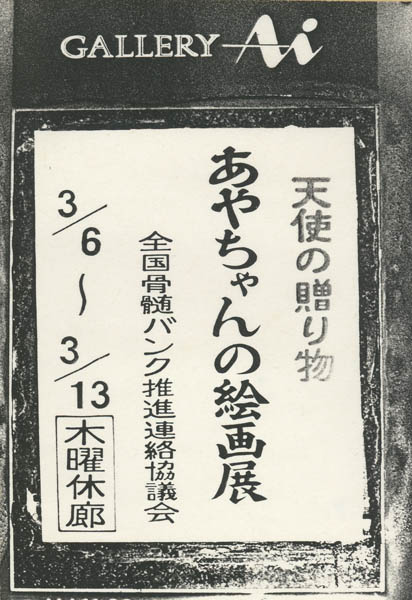 GALLERY Ai
天使の贈り物
あやちゃんの絵画展
全国骨髄バンク推進連絡協議会
3/6〜3/13
木曜休廊